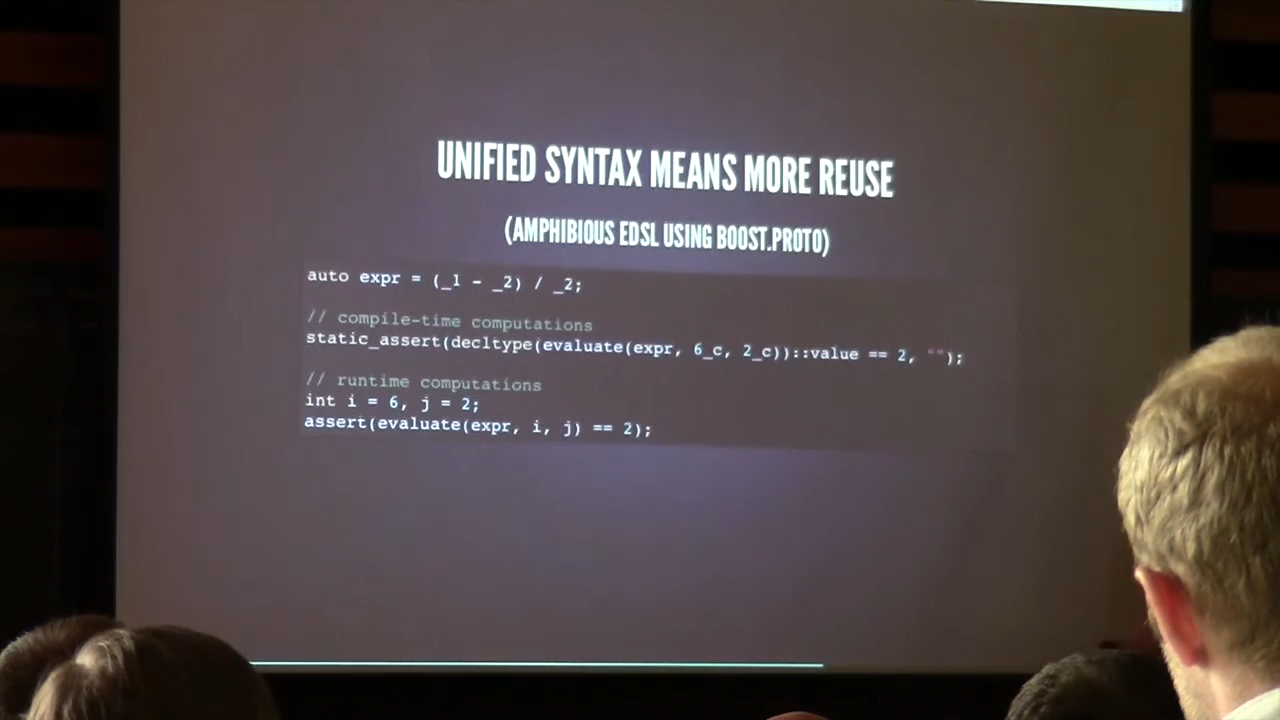 UNIFIED SYNTAX MEANS MORE REUSE
(AMPHIBIOUS EDSL USING BOOST.PROTO)
auto expr = (_1 - _2) / _2;
// compile-time computations
static_assert(decltype(evaluate(expr, 6_c, 2_c))::value == 2, "");
// runtime computations
int i = 6, j = 2;
assert(evaluate(expr, i, j) == 2);